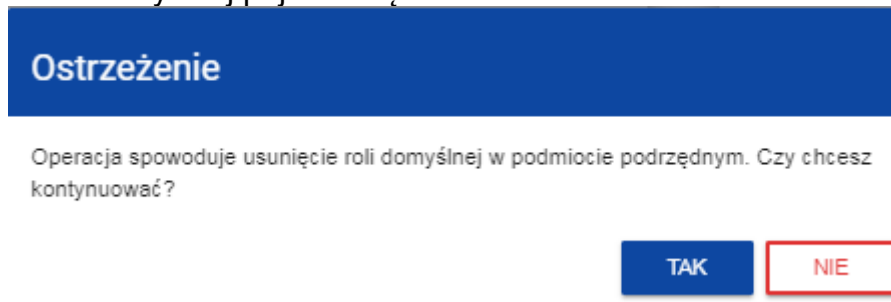 Ostrzeżenie
Operacja spowoduje usunięcie roli domyślnej w podmiocie podrzędnym. Czy chcesz
kontynuować?
TAK NIE